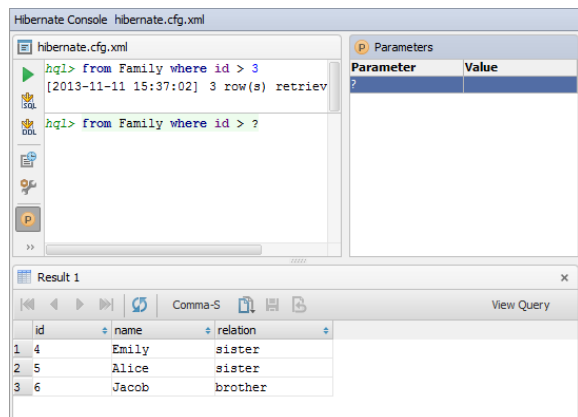 Hibernate Console hibernate.cfg.xml
hibernate.cfg.xml
hql> from Family where id > 3
[2013-11-11 15:37:02] 3 row(s) retriev
hql> from Family where id > ?
SQL
DDL
P
>>
P Parameters
Parameter Value
?
Result 1
Comma-S View Query
id name relation
1 4 Emily sister
2 5 Alice sister
3 6 Jacob brother